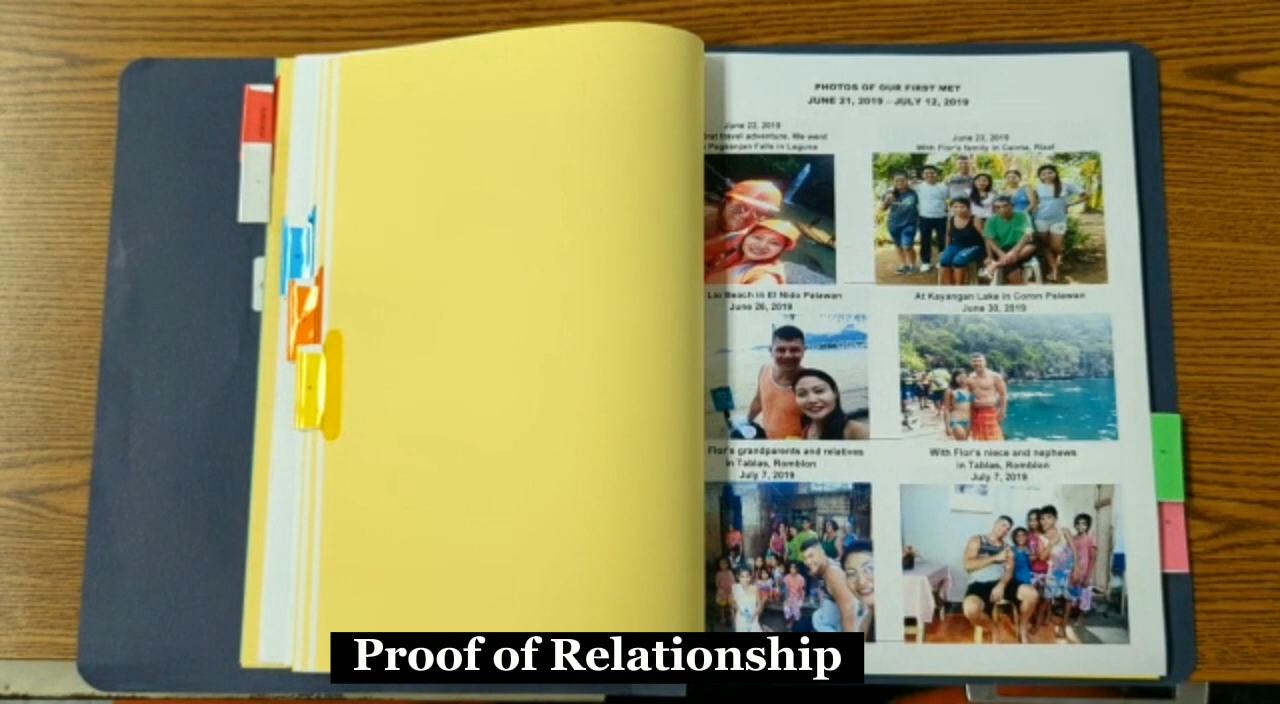 PHOTOS OF OUR FIRST MET
JUNE 21, 2019 - JULY 12, 2019
June 22, 2019
first travel adventure. We went
Pagsanjan Falls in Laguna
June 23, 2019
With Flor's family in Cainta, Rizal
Lio Beach in El Nido Palawan
June 26, 2019
At Kayangan Lake in Coron Palawan
June 30, 2019
Flor's grandparents and relatives
in Tablas, Romblon
July 7, 2019
With Flor's niece and nephews
in Tablas, Romblon
July 7, 2019
Proof of Relationship